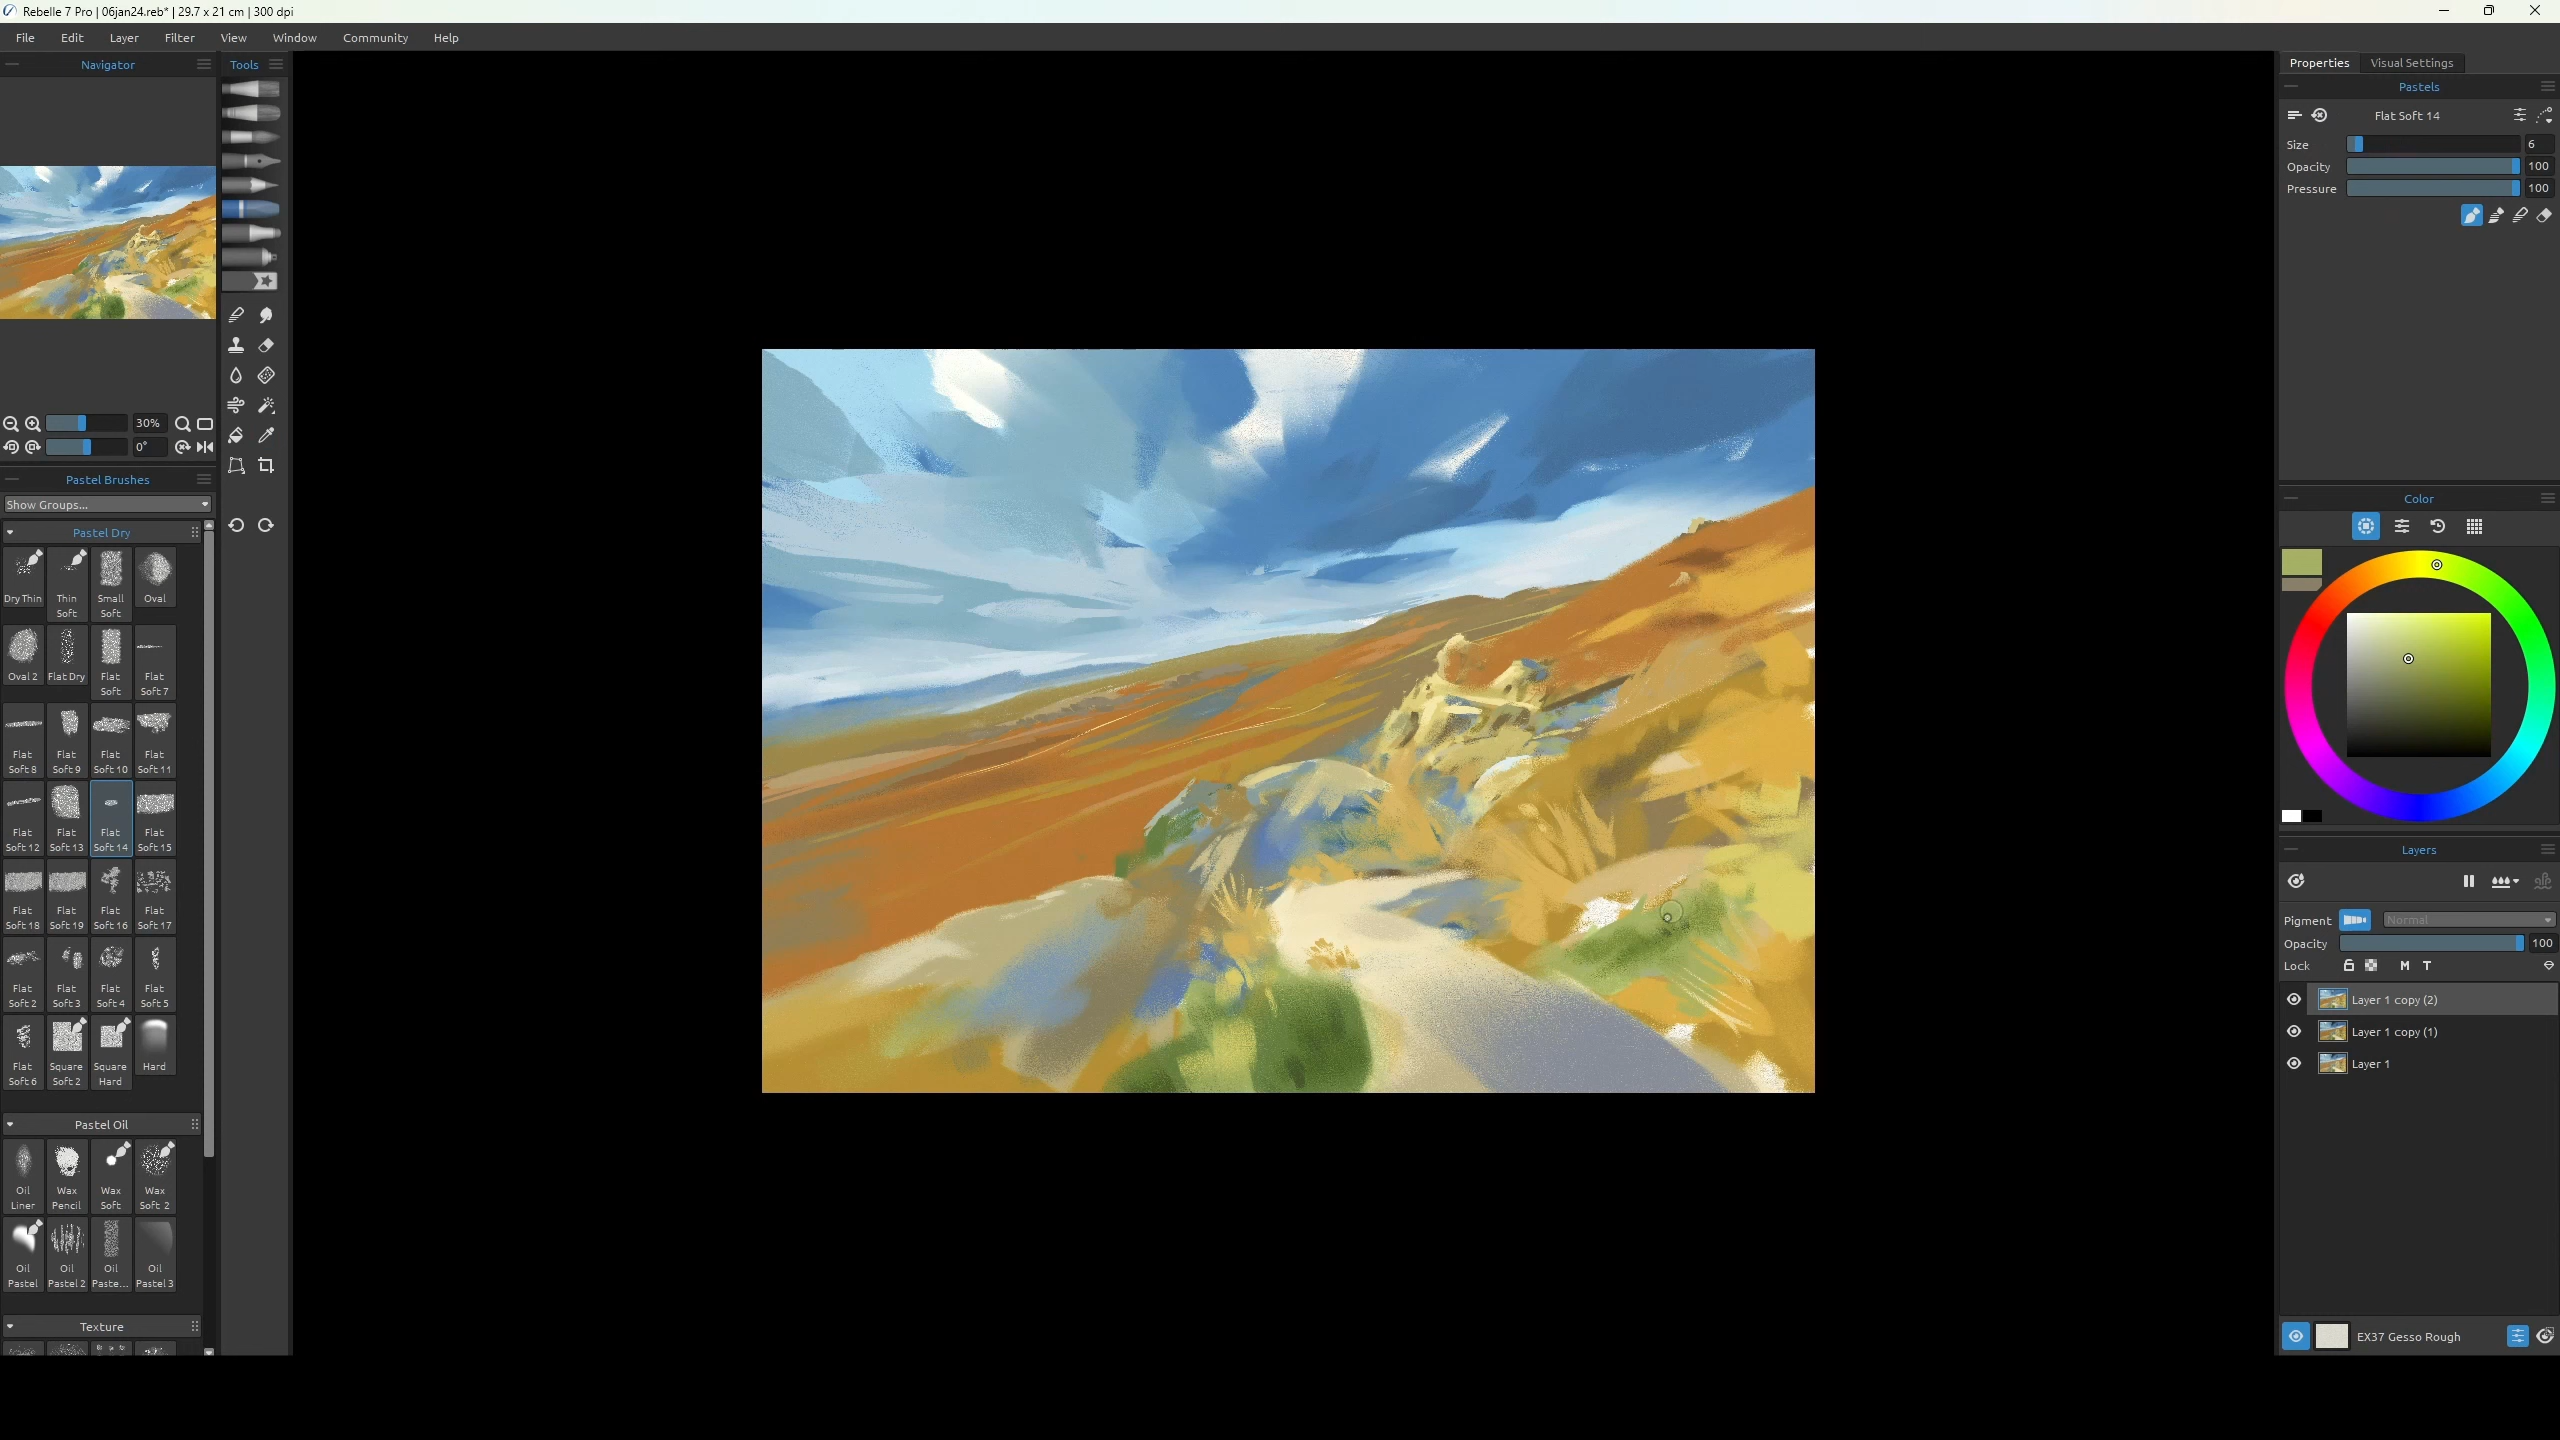 Rebelle 7 Pro | 06jan24.reb* | 29.7 x 21 cm | 300 dpi
File Edit Layer Filter View Window Community Help
Navigator
Tools
30%
0°
Pastel Brushes
Show Groups...
Pastel Dry
Dry Thin
Thin Soft
Small Soft
Oval
Oval 2
Flat Dry
Flat Soft
Flat Soft 7
Flat Soft 8
Flat Soft 9
Flat Soft 10
Flat Soft 11
Flat Soft 12
Flat Soft 13
Flat Soft 14
Flat Soft 15
Flat Soft 18
Flat Soft 19
Flat Soft 16
Flat Soft 17
Flat Soft 2
Flat Soft 3
Flat Soft 4
Flat Soft 5
Flat Soft 6
Square Soft 2
Square Hard
Hard
Pastel Oil
Oil Liner
Wax Pencil
Wax Soft
Wax Soft 2
Oil Pastel
Oil Pastel 2
Oil Paste...
Oil Pastel 3
Texture
Properties Visual Settings
Pastels
Flat Soft 14
Size 6
Opacity 100
Pressure 100
Color
Layers
Pigment Normal
Opacity 100
Lock M T
Layer 1 copy (2)
Layer 1 copy (1)
Layer 1
EX37 Gesso Rough